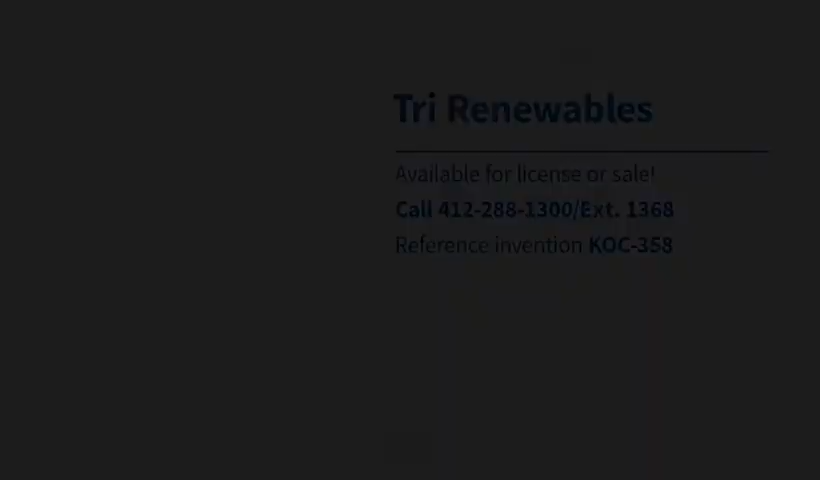 Tri Renewables
Available for license or sale!
Call 412-288-1300/Ext. 1368
Reference invention KOC-358